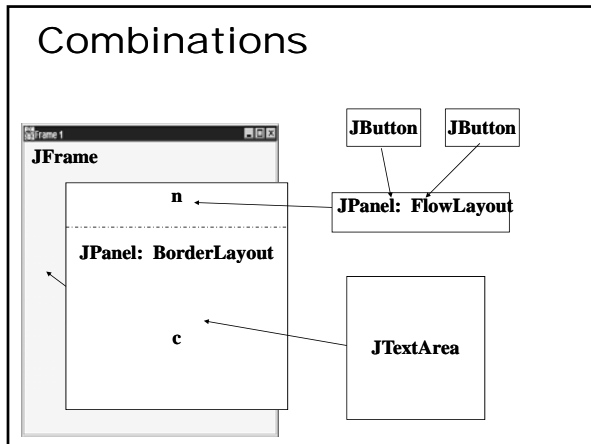 Combinations
Frame 1
JFrame
n
JPanel: BorderLayout
c
JButton
JButton
JPanel: FlowLayout
JTextArea